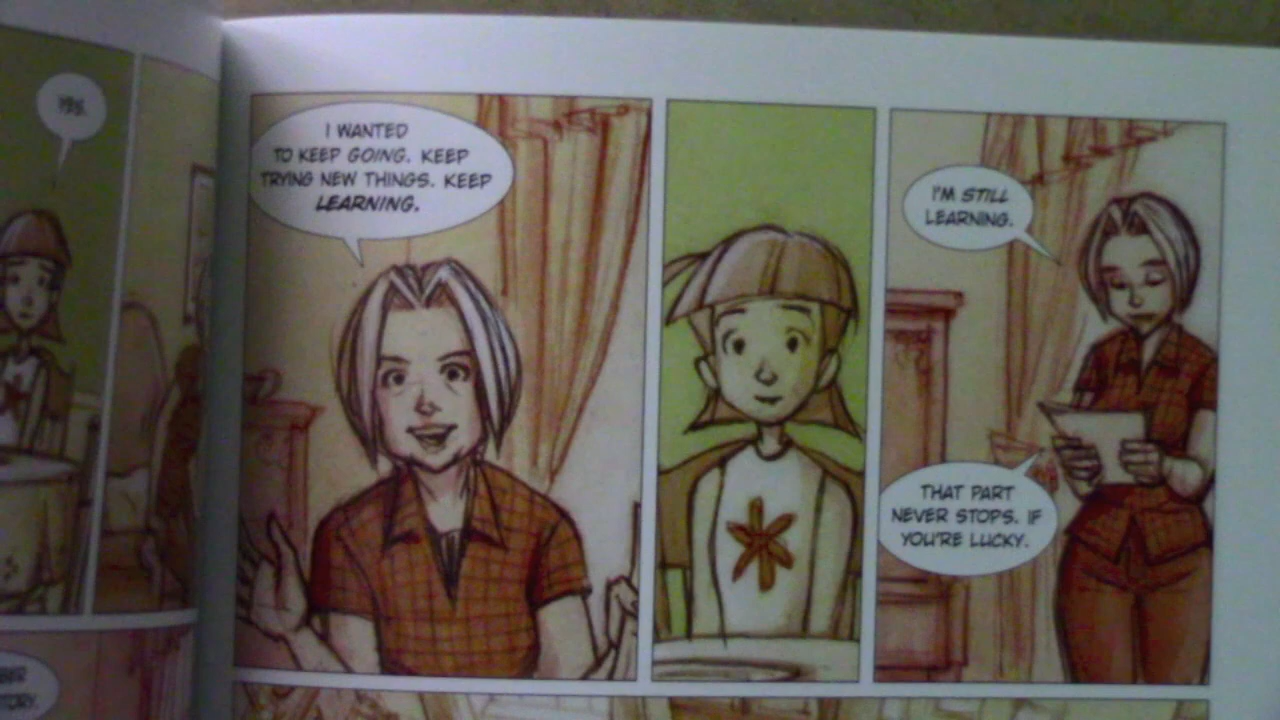 YES.
I WANTED
TO KEEP GOING. KEEP
TRYING NEW THINGS. KEEP
LEARNING.
I'M STILL
LEARNING.
THAT PART
NEVER STOPS. IF
YOU'RE LUCKY.